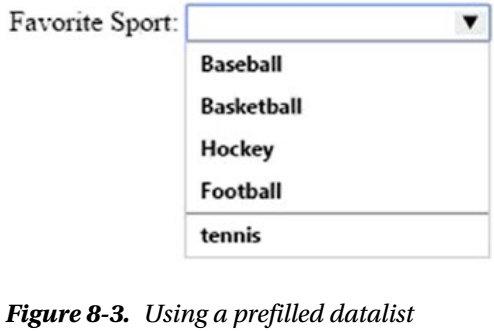 Favorite Sport:
Baseball
Basketball
Hockey
Football
tennis
Figure 8-3. Using a prefilled datalist